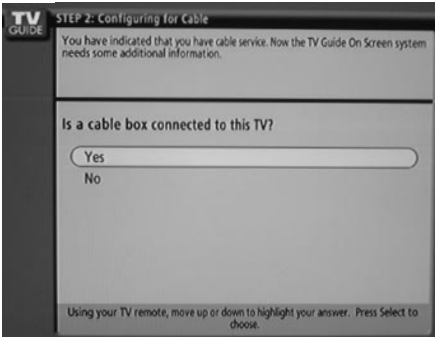 TV
GUIDE
STEP 2: Configuring for Cable
You have indicated that you have cable service. Now the TV Guide On Screen system
needs some additional information.
Is a cable box connected to this TV?
Yes
No
Using your TV remote, move up or down to highlight your answer. Press Select to
choose.